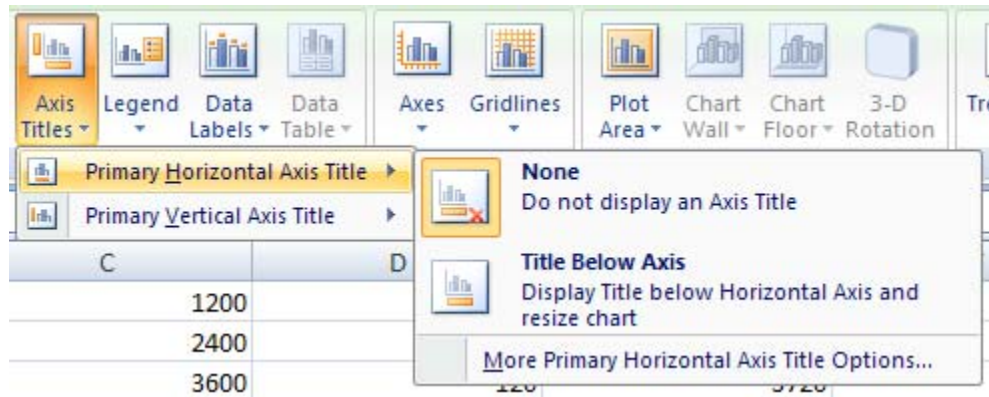 Axis Titles
Legend
Data Labels
Data Table
Axes
Gridlines
Plot Area
Chart Wall
Chart Floor
3-D Rotation
Primary Horizontal Axis Title
Primary Vertical Axis Title
None
Do not display an Axis Title
Title Below Axis
Display Title below Horizontal Axis and
resize chart
More Primary Horizontal Axis Title Options...
C D
1200
2400
3600